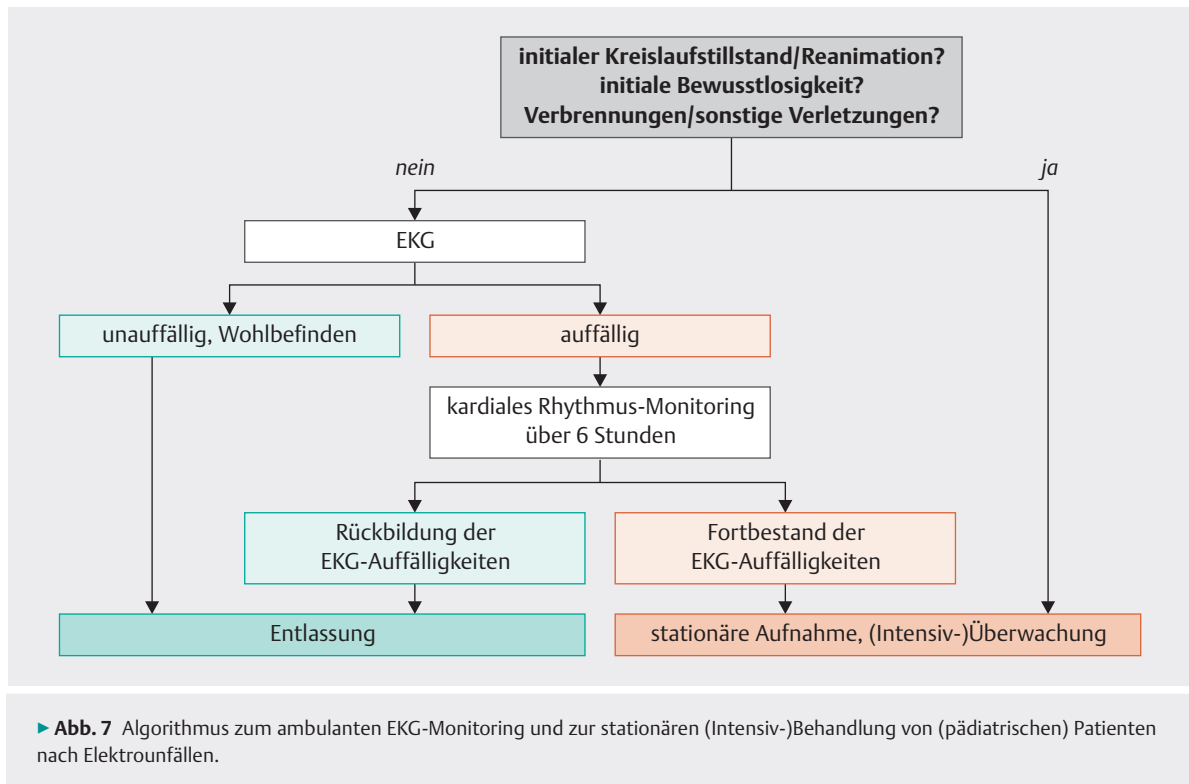 initialer Kreislaufstillstand/Reanimation?
initiale Bewusstlosigkeit?
Verbrennungen/sonstige Verletzungen?
nein
ja
EKG
unauffällig, Wohlbefinden
auffällig
kardiales Rhythmus-Monitoring
über 6 Stunden
Rückbildung der
EKG-Auffälligkeiten
Fortbestand der
EKG-Auffälligkeiten
Entlassung
stationäre Aufnahme, (Intensiv-)Überwachung
▶ Abb. 7 Algorithmus zum ambulanten EKG-Monitoring und zur stationären (Intensiv-)Behandlung von (pädiatrischen) Patienten
nach Elektrounfällen.